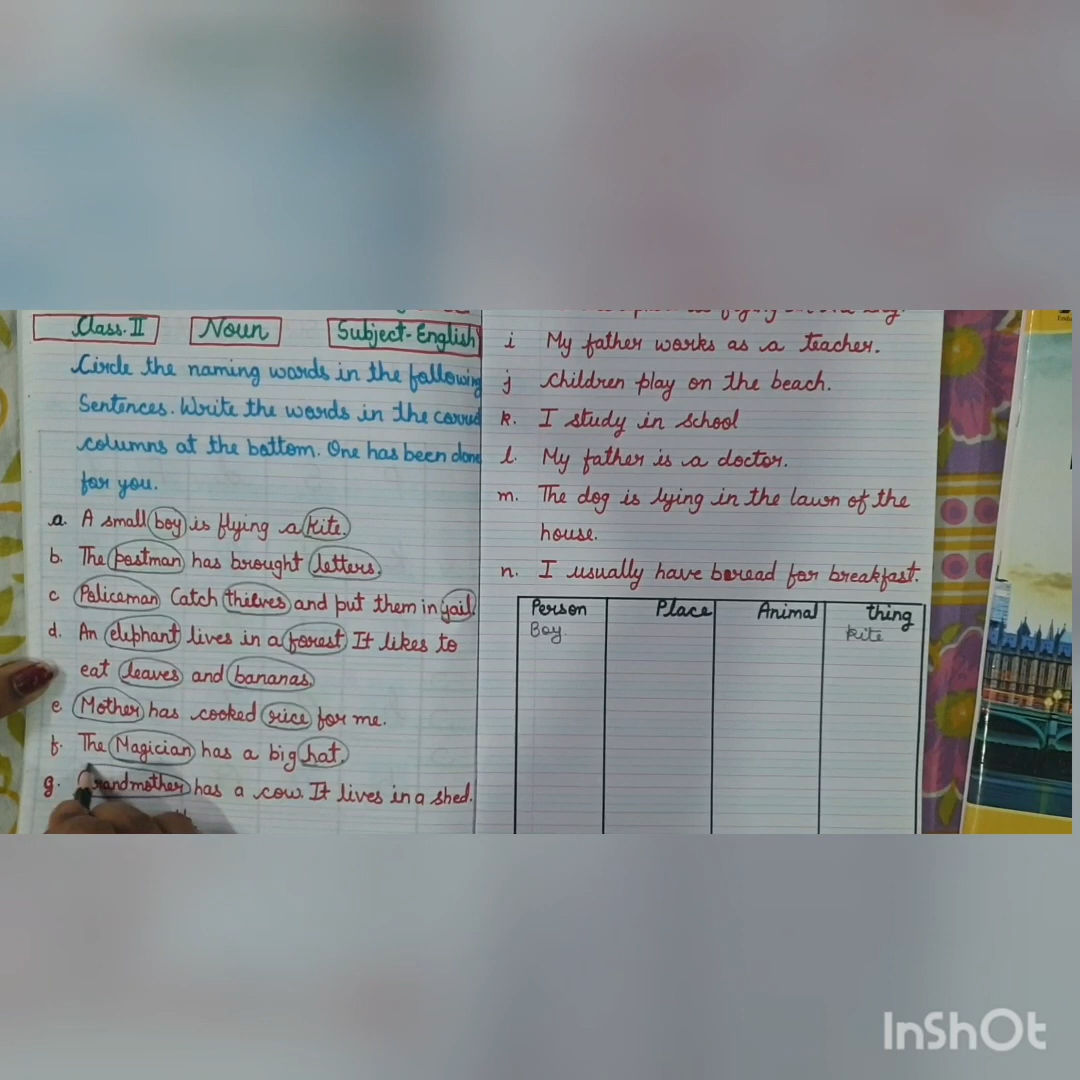 Class-II Noun Subject-English
Circle the naming words in the following
Sentences. Write the words in the correct
columns at the bottom. One has been done
for you.
a. A small boy is flying a kite.
b. The postman has brought letters.
c Policeman Catch thieves and put them in jail
d. An elephant lives in a forest It likes to
eat leaves and bananas.
e. Mother has cooked rice for me.
f. The Magician has a big hat.
g. Grandmother has a cow. It lives in a shed.
i My father works as a teacher.
j children play on the beach.
k. I study in school
l. My father is a doctor.
m. The dog is lying in the lawn of the
house.
n. I usually have beread for breakfast.
Person Place Animal thing
Boy kite
InShOt